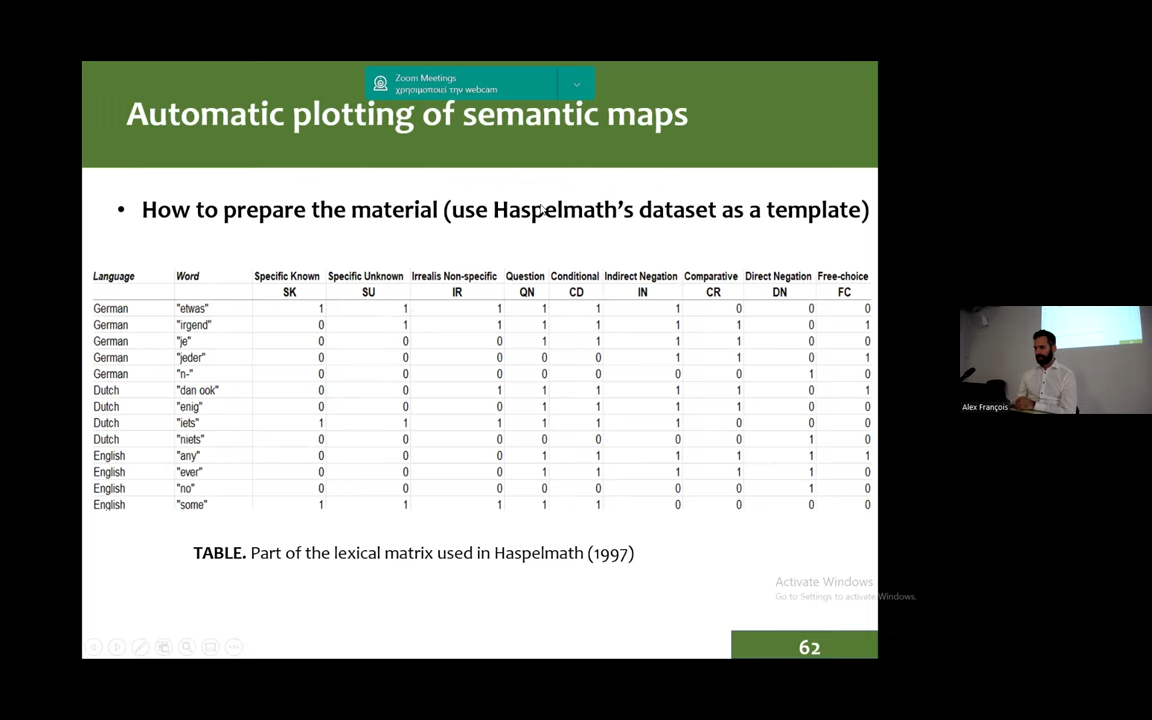 Zoom Meetings
χρησιμοποιεί την webcam
Automatic plotting of semantic maps
• How to prepare the material (use Haspelmath's dataset as a template)
Language Word Specific Known Specific Unknown Irrealis Non-specific Question Conditional Indirect Negation Comparative Direct Negation Free-choice
SK SU IR QN CD IN CR DN FC
German "etwas" 1 1 1 1 1 1 0 0 0
German "irgend" 0 1 1 1 1 1 1 0 1
German "je" 0 0 0 1 1 1 1 0 0
German "jeder" 0 0 0 0 0 1 1 0 1
German "n-" 0 0 0 0 0 0 0 1 0
Dutch "dan ook" 0 0 1 1 1 1 1 0 1
Dutch "enig" 0 0 0 1 1 1 1 0 0
Dutch "iets" 1 1 1 1 1 1 0 0 0
Dutch "niets" 0 0 0 0 0 0 0 1 0
English "any" 0 0 0 1 1 1 1 1 1
English "ever" 0 0 0 1 1 1 1 1 0
English "no" 0 0 0 0 0 0 0 1 0
English "some" 1 1 1 1 1 0 0 0 0
TABLE. Part of the lexical matrix used in Haspelmath (1997)
Activate Windows
Go to Settings to activate Windows.
62
Alex François